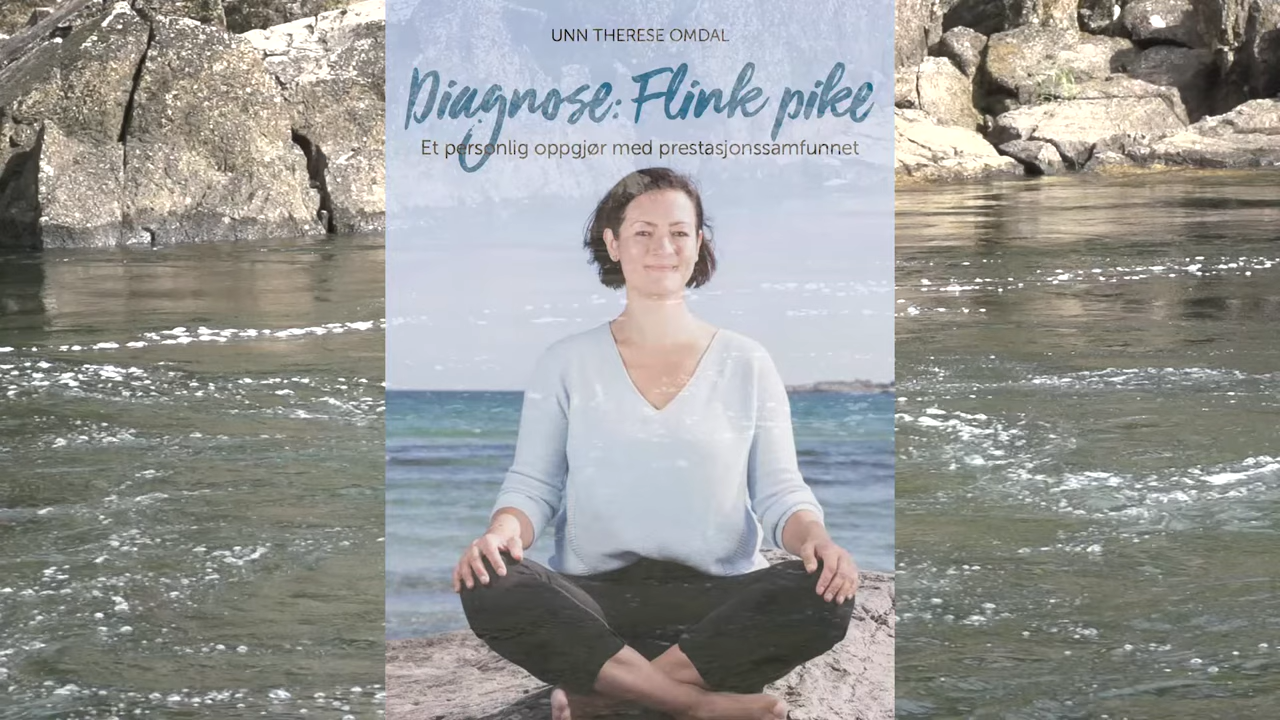 UNN THERESE OMDAL
Diagnose: Flink pike
Et personlig oppgjør med prestasjonssamfunnet